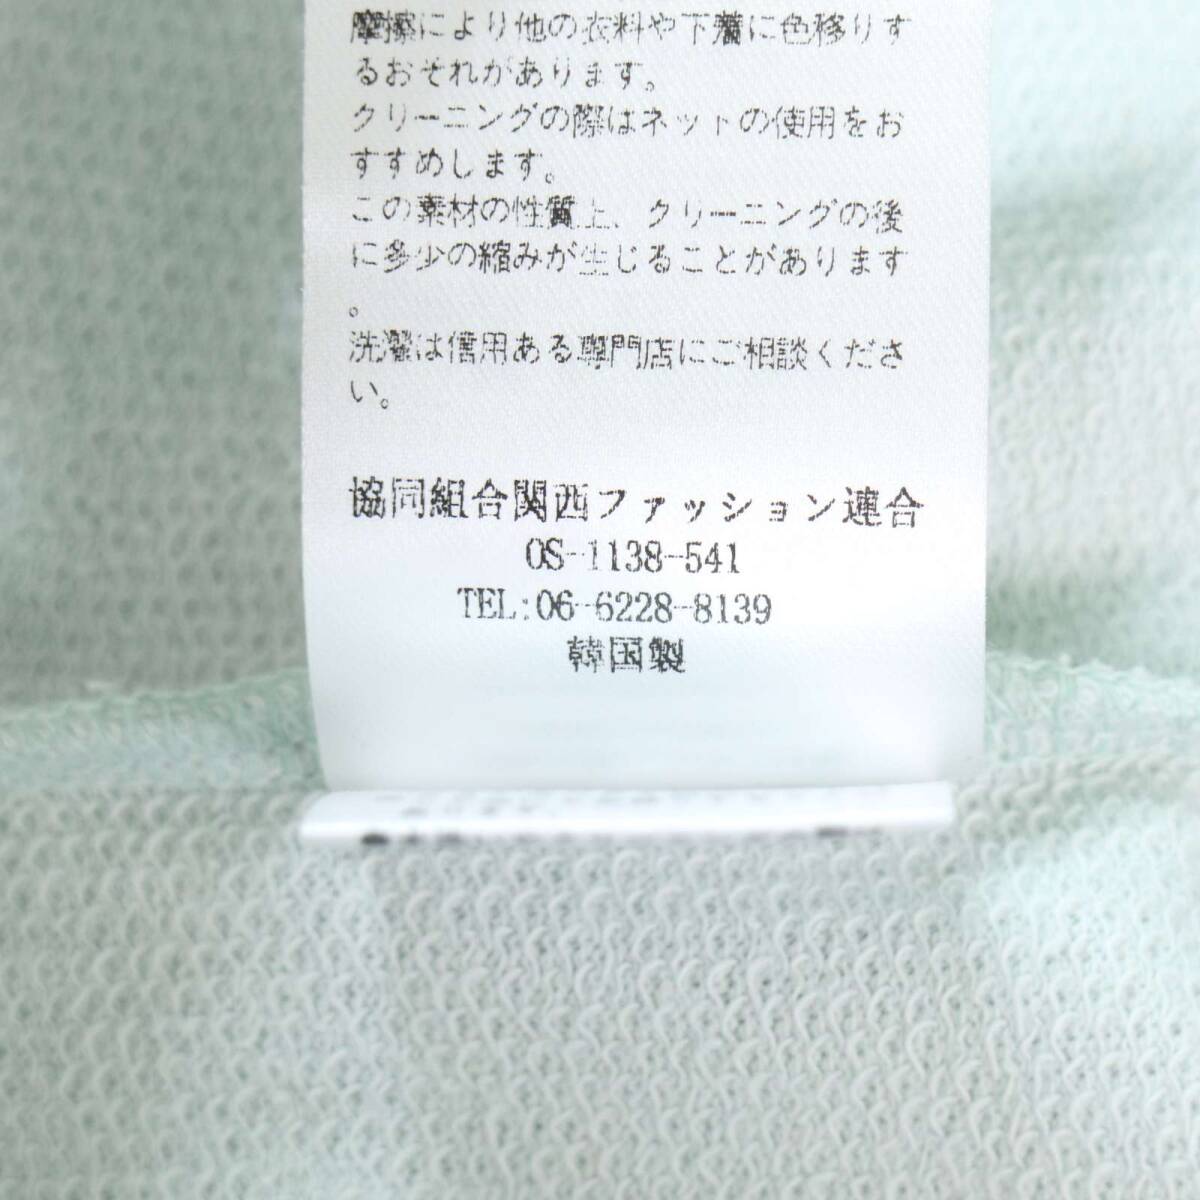 摩擦により他の衣料や下着に色移りす
るおそれがあります。
クリーニングの際はネットの使用をお
すすめします。
この素材の性質上、クリーニングの後
に多少の縮みが生じることがあります
。
洗濯は信用ある専門店にご相談くださ
い。
協同組合関西ファッション連合
OS-1138-541
TEL:06-6228-8139
韓国製